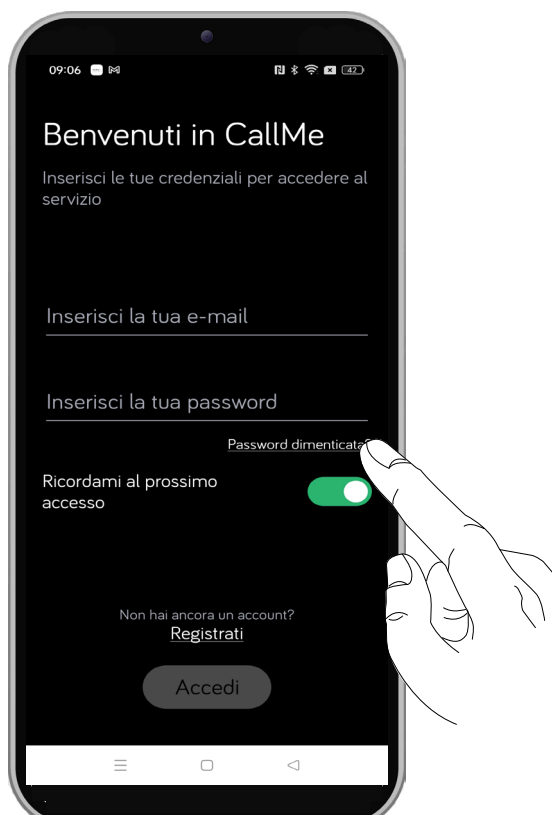 09:06
42
Benvenuti in CallMe
Inserisci le tue credenziali per accedere al
servizio
Inserisci la tua e-mail
Inserisci la tua password
Password dimenticata?
Ricordami al prossimo
accesso
Non hai ancora un account?
Registrati
Accedi